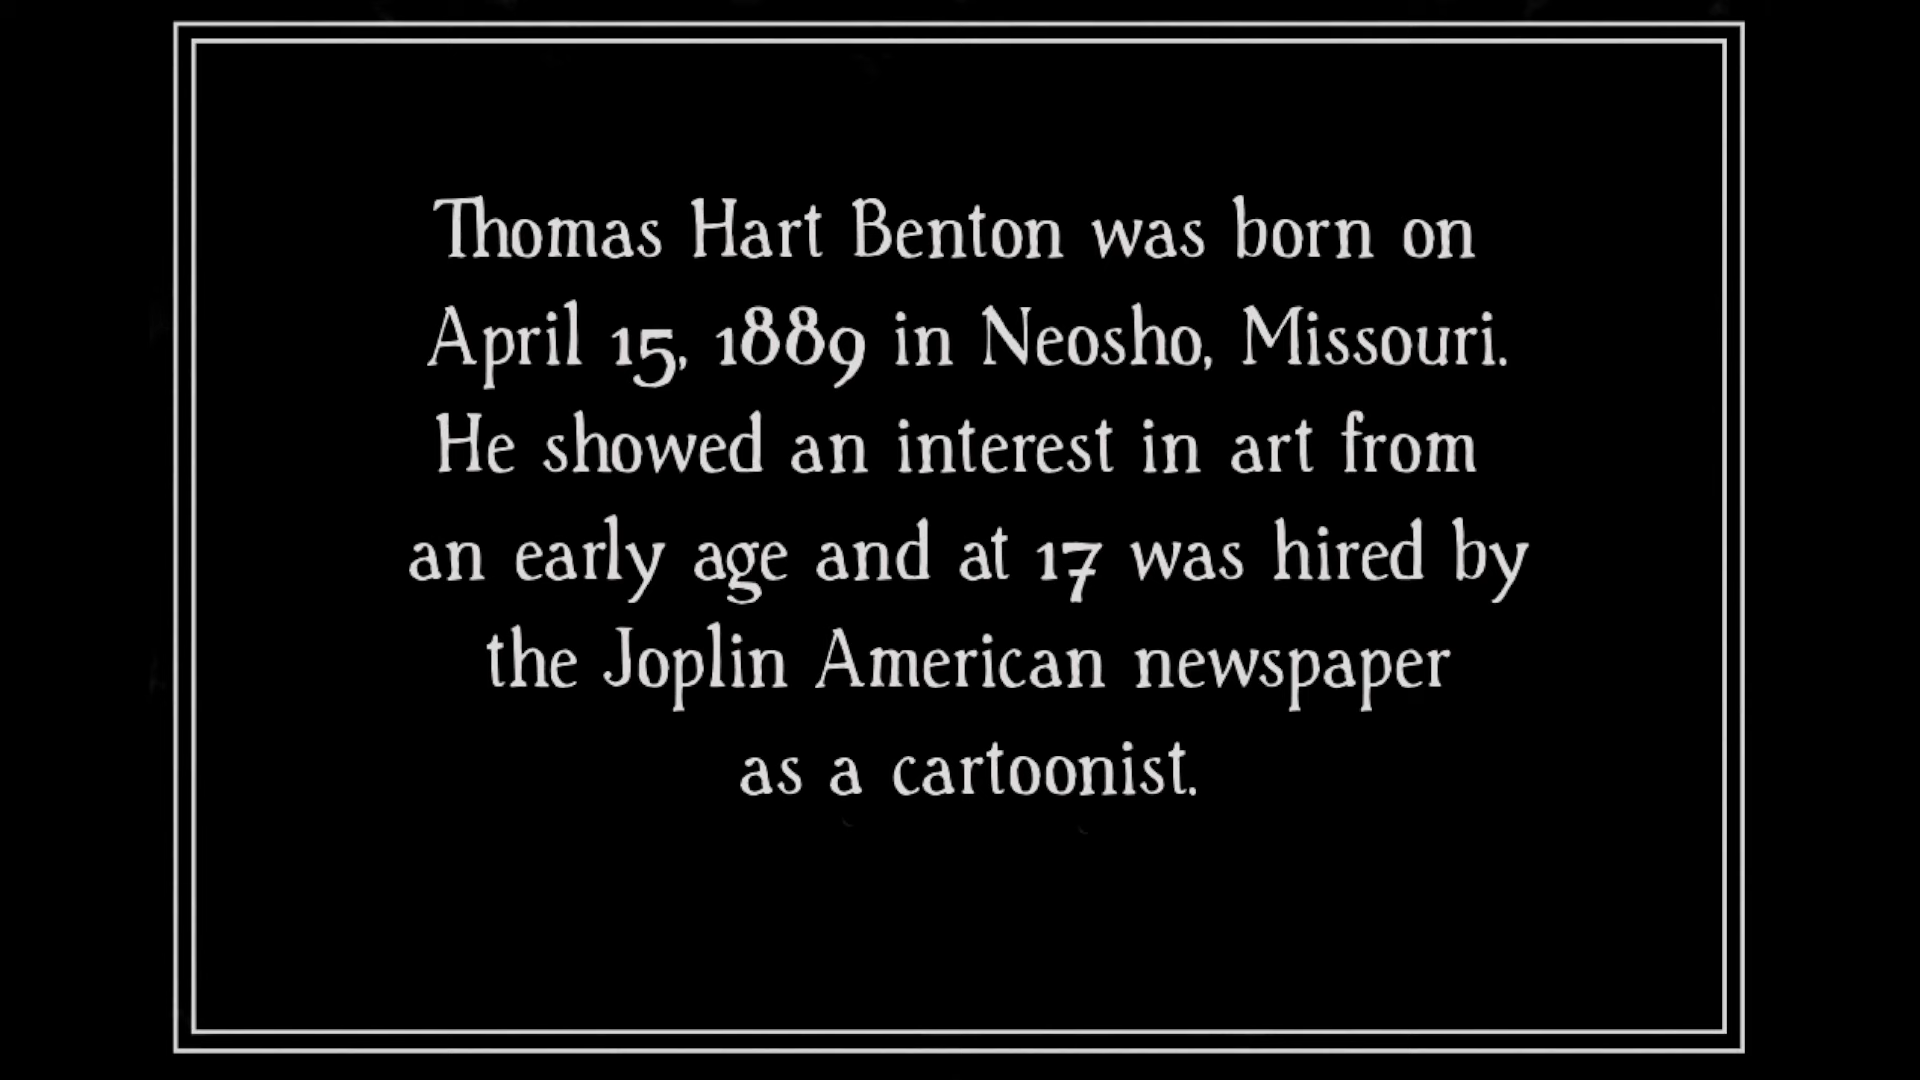 Thomas Hart Benton was born on
April 15, 1889 in Neosho, Missouri.
He showed an interest in art from
an early age and at 17 was hired by
the Joplin American newspaper
as a cartoonist.